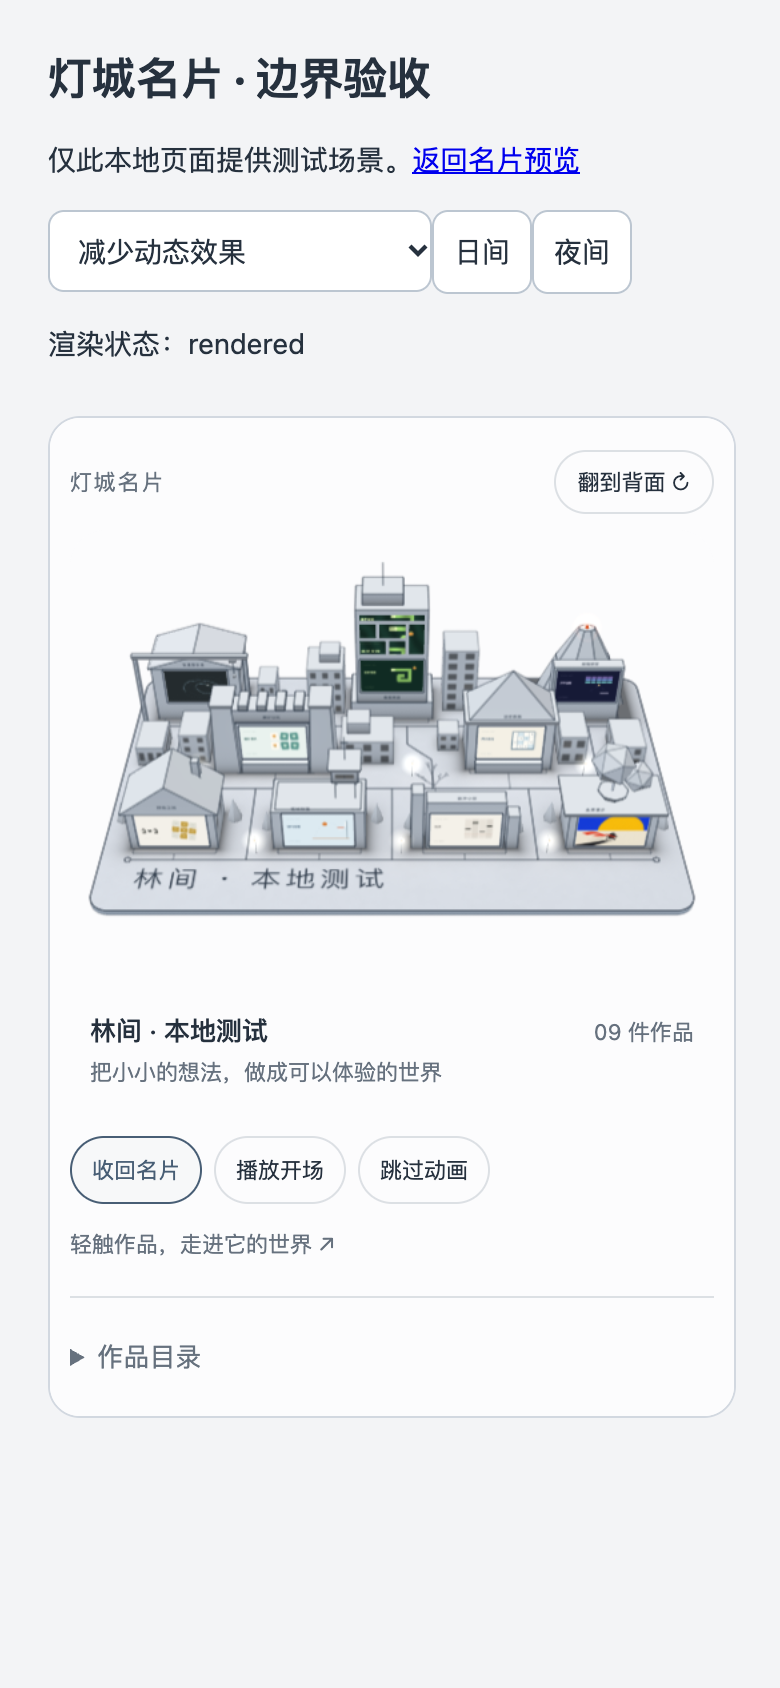 灯城名片 · 边界验收
仅此本地页面提供测试场景。返回名片预览
减少动态效果
日间
夜间
渲染状态：rendered
灯城名片
翻到背面 ↻
林间 · 本地测试
林间 · 本地测试
09 件作品
把小小的想法，做成可以体验的世界
收回名片
播放开场
跳过动画
轻触作品，走进它的世界 ↗
▶ 作品目录